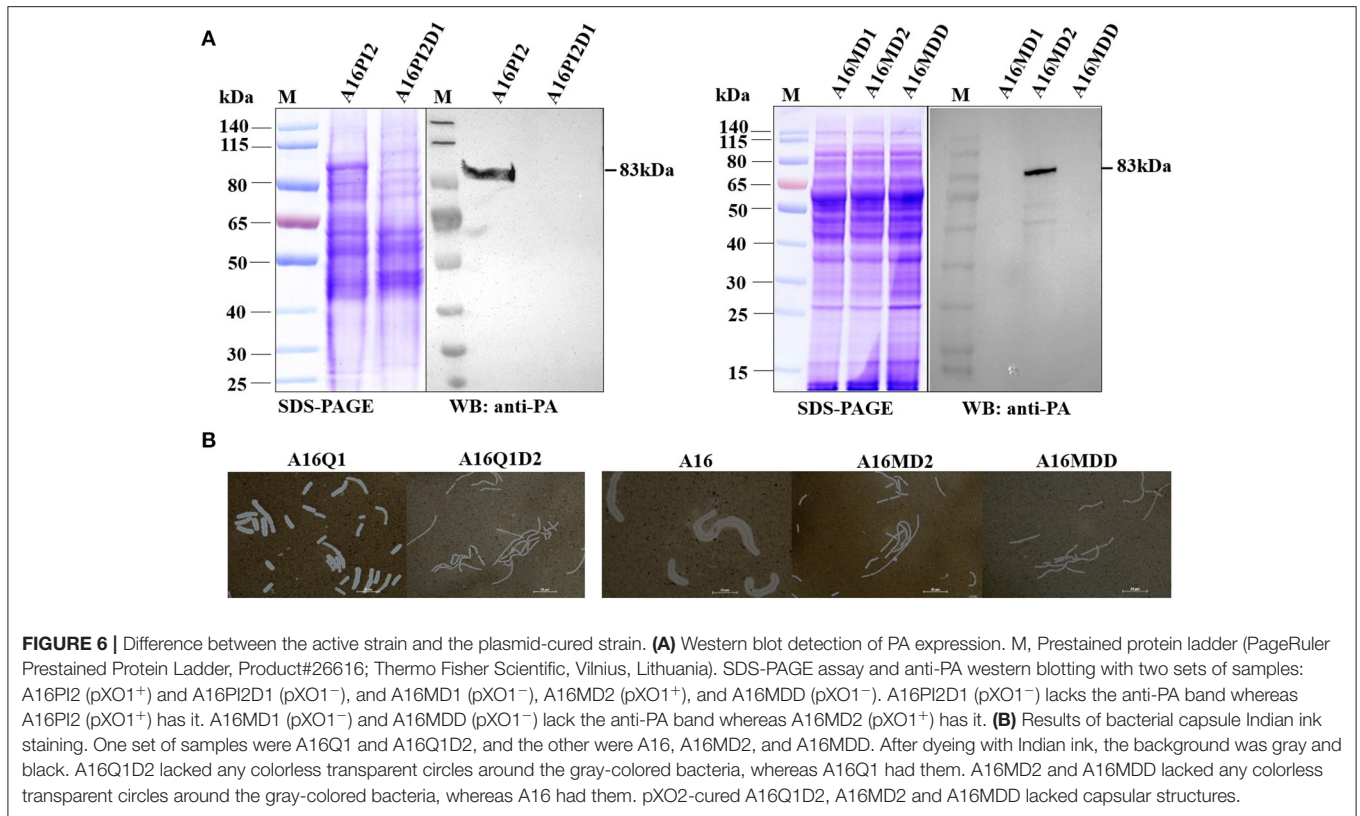 A
A16PI2
A16PI2D1
A16PI2
A16PI2D1
kDa
M
M
140
115
80
65
50
40
30
25
83kDa
SDS-PAGE
WB: anti-PA
A16MD1
A16MD2
A16MDD
A16MD1
A16MD2
A16MDD
kDa
M
M
140
115
80
65
50
40
30
25
15
83kDa
SDS-PAGE
WB: anti-PA
B
A16Q1
A16Q1D2
A16
A16MD2
A16MDD
FIGURE 6 | Difference between the active strain and the plasmid-cured strain. (A) Western blot detection of PA expression. M, Prestained protein ladder (PageRuler
Prestained Protein Ladder, Product#26616; Thermo Fisher Scientific, Vilnius, Lithuania). SDS-PAGE assay and anti-PA western blotting with two sets of samples:
A16PI2 (pXO1⁺) and A16PI2D1 (pXO1⁻), and A16MD1 (pXO1⁻), A16MD2 (pXO1⁺), and A16MDD (pXO1⁻). A16PI2D1 (pXO1⁻) lacks the anti-PA band whereas
A16PI2 (pXO1⁺) has it. A16MD1 (pXO1⁻) and A16MDD (pXO1⁻) lack the anti-PA band whereas A16MD2 (pXO1⁺) has it. (B) Results of bacterial capsule Indian ink
staining. One set of samples were A16Q1 and A16Q1D2, and the other were A16, A16MD2, and A16MDD. After dyeing with Indian ink, the background was gray and
black. A16Q1D2 lacked any colorless transparent circles around the gray-colored bacteria, whereas A16Q1 had them. A16MD2 and A16MDD lacked any colorless
transparent circles around the gray-colored bacteria, whereas A16 had them. pXO2-cured A16Q1D2, A16MD2 and A16MDD lacked capsular structures.